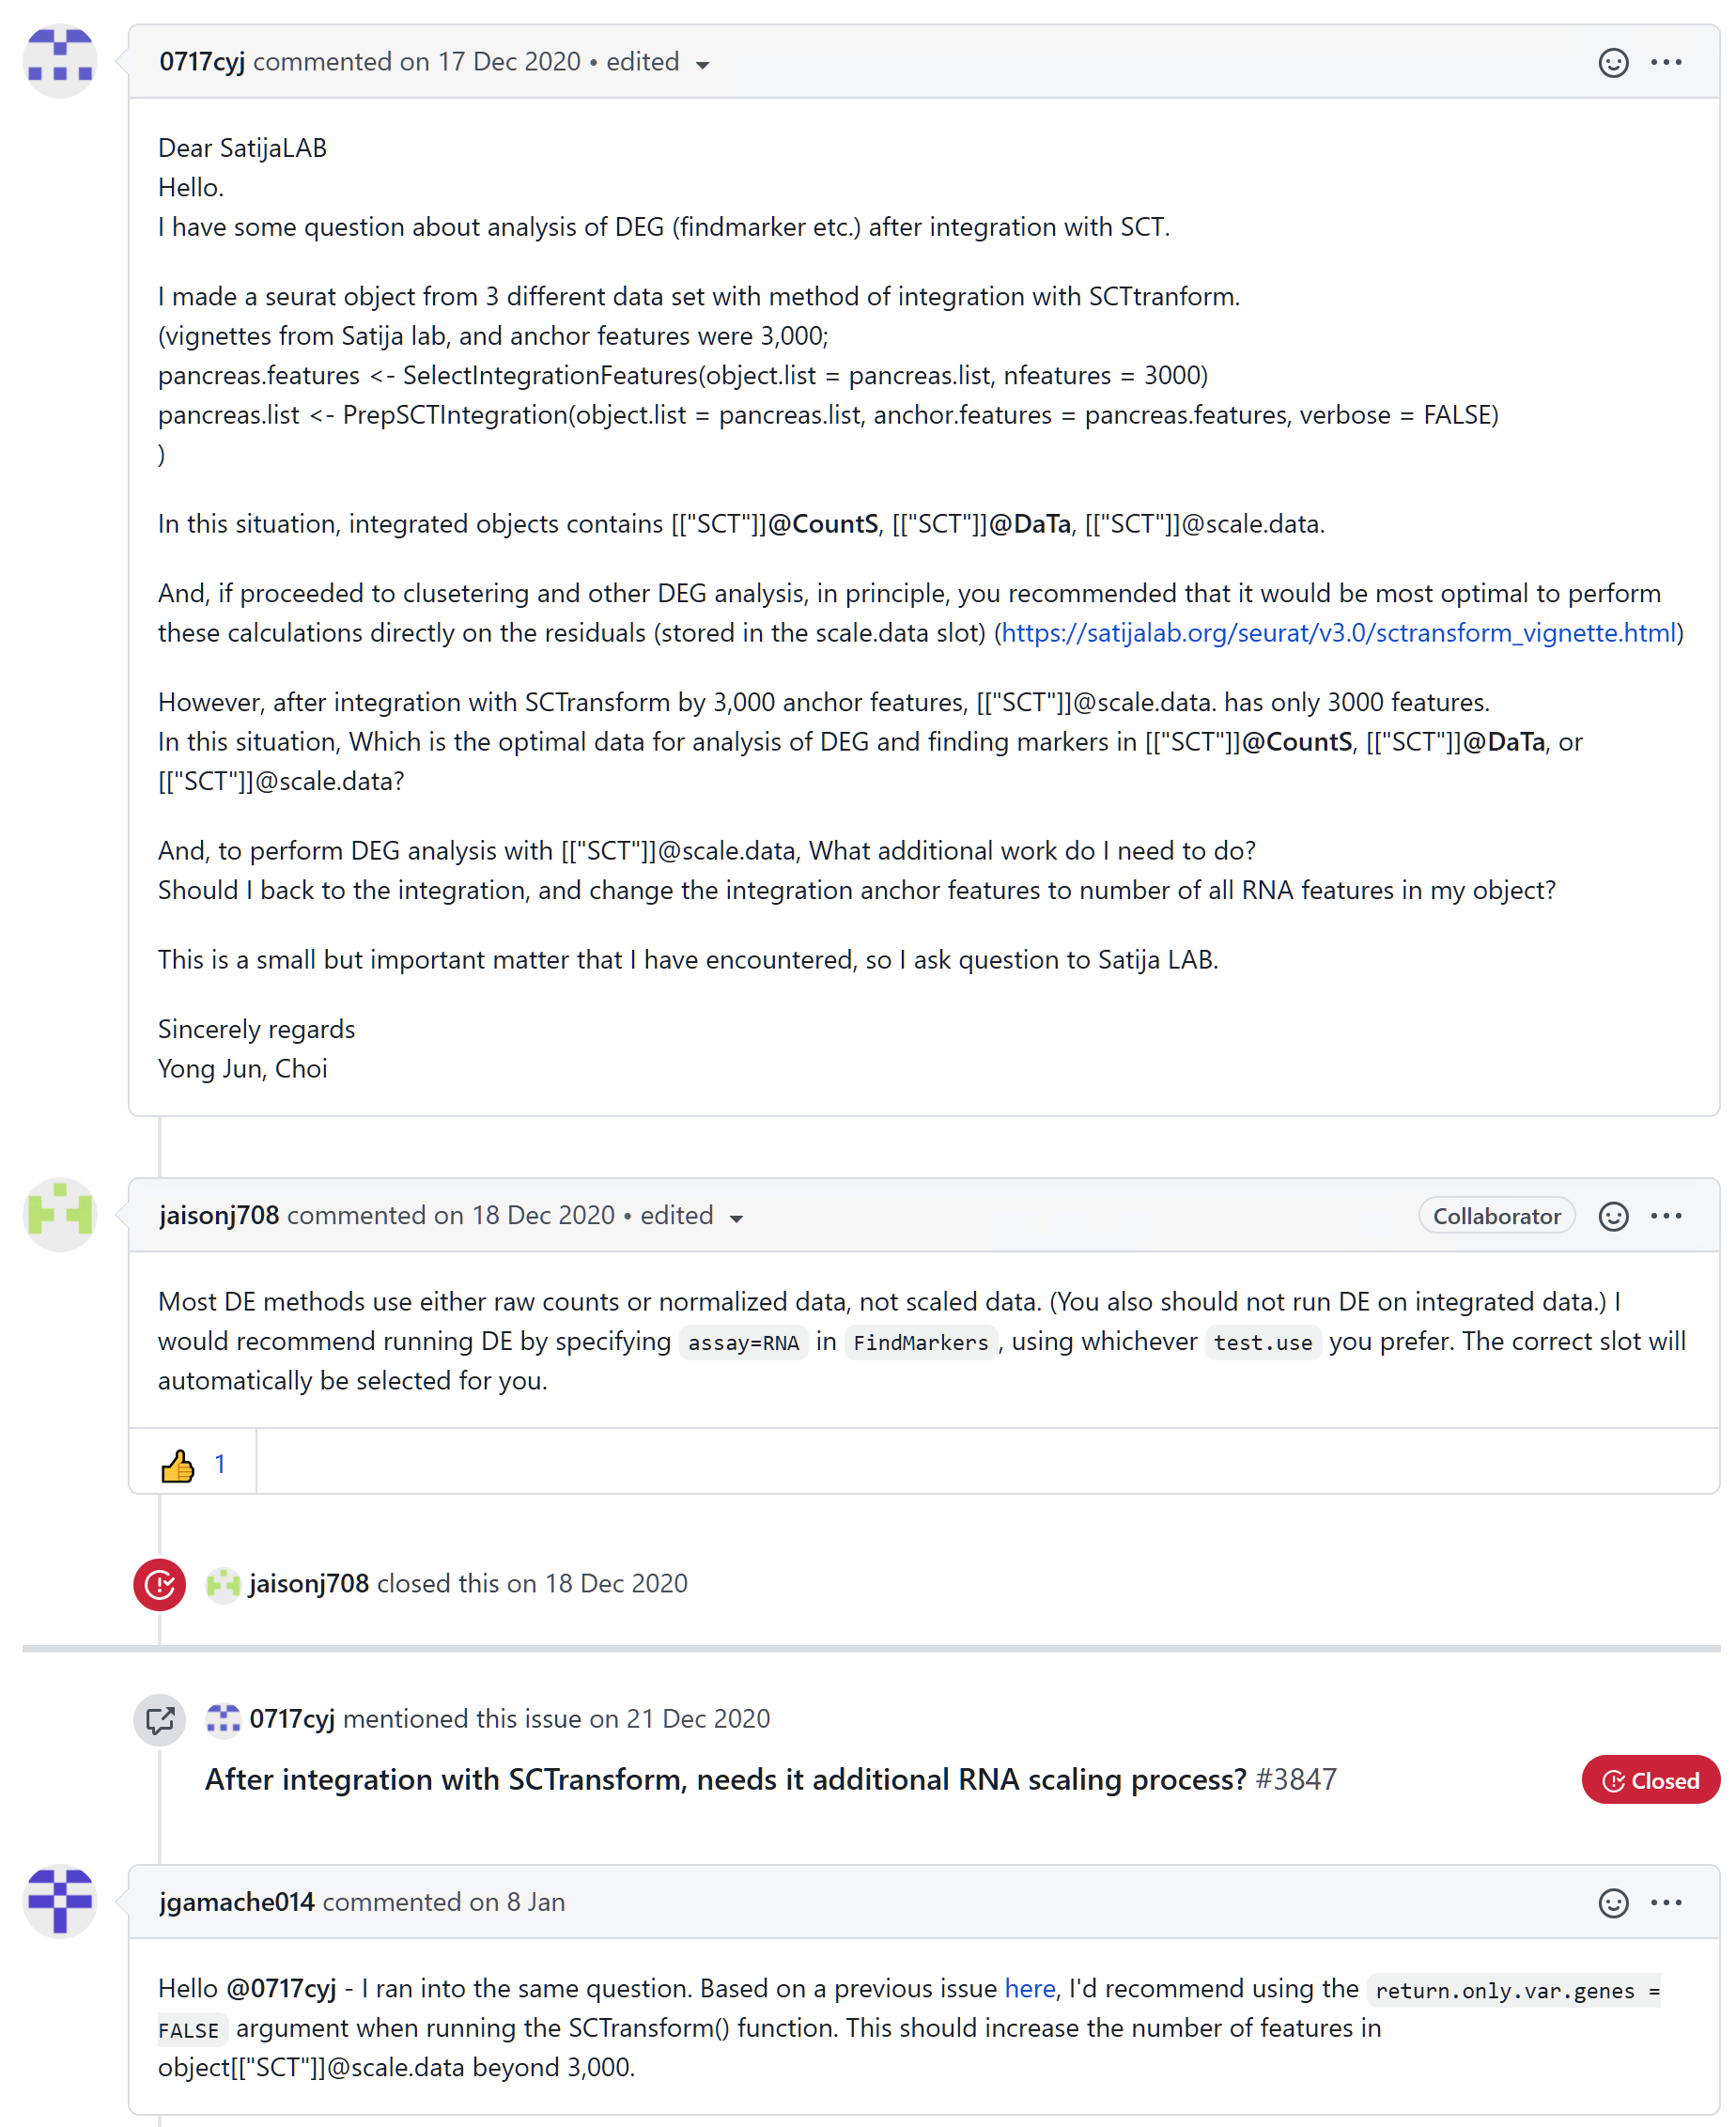 0717cyj commented on 17 Dec 2020 • edited
Dear SatijaLAB
Hello.
I have some question about analysis of DEG (findmarker etc.) after integration with SCT.
I made a seurat object from 3 different data set with method of integration with SCTtranform.
(vignettes from Satija lab, and anchor features were 3,000;
pancreas.features <- SelectIntegrationFeatures(object.list = pancreas.list, nfeatures = 3000)
pancreas.list <- PrepSCTIntegration(object.list = pancreas.list, anchor.features = pancreas.features, verbose = FALSE)
)
In this situation, integrated objects contains [["SCT"]]@CountS, [["SCT"]]@DaTa, [["SCT"]]@scale.data.
And, if proceeded to clusetering and other DEG analysis, in principle, you recommended that it would be most optimal to perform
these calculations directly on the residuals (stored in the scale.data slot) (https://satijalab.org/seurat/v3.0/sctransform_vignette.html)
However, after integration with SCTransform by 3,000 anchor features, [["SCT"]]@scale.data. has only 3000 features.
In this situation, Which is the optimal data for analysis of DEG and finding markers in [["SCT"]]@CountS, [["SCT"]]@DaTa, or
[["SCT"]]@scale.data?
And, to perform DEG analysis with [["SCT"]]@scale.data, What additional work do I need to do?
Should I back to the integration, and change the integration anchor features to number of all RNA features in my object?
This is a small but important matter that I have encountered, so I ask question to Satija LAB.
Sincerely regards
Yong Jun, Choi
jaisonj708 commented on 18 Dec 2020 • edited
Collaborator
Most DE methods use either raw counts or normalized data, not scaled data. (You also should not run DE on integrated data.) I
would recommend running DE by specifying assay=RNA in FindMarkers, using whichever test.use you prefer. The correct slot will
automatically be selected for you.
1
jaisonj708 closed this on 18 Dec 2020
0717cyj mentioned this issue on 21 Dec 2020
After integration with SCTransform, needs it additional RNA scaling process? #3847
Closed
jgamache014 commented on 8 Jan
Hello @0717cyj - I ran into the same question. Based on a previous issue here, I'd recommend using the return.only.var.genes =
FALSE argument when running the SCTransform() function. This should increase the number of features in
object[["SCT"]]@scale.data beyond 3,000.